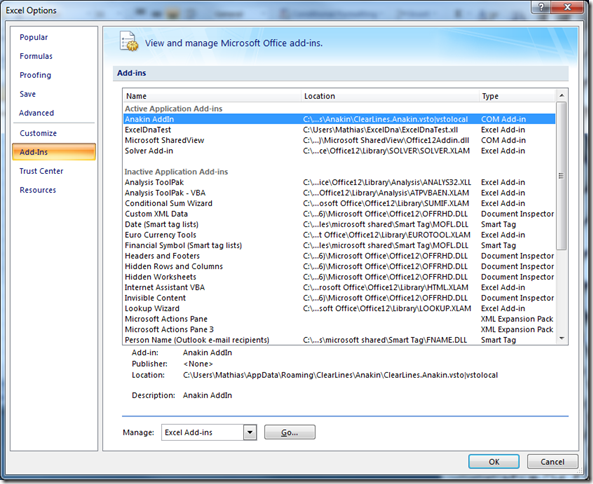 Excel Options
Popular
Formulas
Proofing
Save
Advanced
Customize
Add-Ins
Trust Center
Resources
View and manage Microsoft Office add-ins.
Add-ins
Name Location Type
Active Application Add-ins
Anakin AddIn C:\...s\Anakin\ClearLines.Anakin.vsto|vstolocal COM Add-in
ExcelDnaTest C:\Users\Mathias\ExcelDna\ExcelDnaTest.xll Excel Add-in
Microsoft SharedView C:\...)\Microsoft Office\Office12Addin.dll COM Add-in
Solver Add-in C:\...ce\Office12\Library\SOLVER\SOLVER.XLAM Excel Add-in
Inactive Application Add-ins
Analysis ToolPak C:\...ice\Office12\Library\Analysis\ANALYS32.XLL Excel Add-in
Analysis ToolPak - VBA C:\...Office12\Library\Analysis\ATPVBAEN.XLAM Excel Add-in
Conditional Sum Wizard C:\...rosoft Office\Office12\Library\SUMIF.XLAM Excel Add-in
Custom XML Data C:\...6)\Microsoft Office\Office12\OFFRHD.DLL Document Inspector
Date (Smart tag lists) C:\...les\microsoft shared\Smart Tag\MOFL.DLL Smart Tag
Euro Currency Tools C:\...t Office\Office12\Library\EUROTOOL.XLAM Excel Add-in
Financial Symbol (Smart tag lists) C:\...les\microsoft shared\Smart Tag\MOFL.DLL Smart Tag
Headers and Footers C:\...6)\Microsoft Office\Office12\OFFRHD.DLL Document Inspector
Hidden Rows and Columns C:\...6)\Microsoft Office\Office12\OFFRHD.DLL Document Inspector
Hidden Worksheets C:\...6)\Microsoft Office\Office12\OFFRHD.DLL Document Inspector
Internet Assistant VBA C:\...rosoft Office\Office12\Library\HTML.XLAM Excel Add-in
Invisible Content C:\...6)\Microsoft Office\Office12\OFFRHD.DLL Document Inspector
Lookup Wizard C:\...soft Office\Office12\Library\LOOKUP.XLAM Excel Add-in
Microsoft Actions Pane XML Expansion Pack
Microsoft Actions Pane 3 XML Expansion Pack
Person Name (Outlook e-mail recipients) C:\...s\microsoft shared\Smart Tag\FNAME.DLL Smart Tag
Add-in: Anakin AddIn
Publisher: <None>
Location: C:\Users\Mathias\AppData\Roaming\ClearLines\Anakin\ClearLines.Anakin.vsto|vstolocal
Description: Anakin AddIn
Manage: Excel Add-ins Go...
OK Cancel